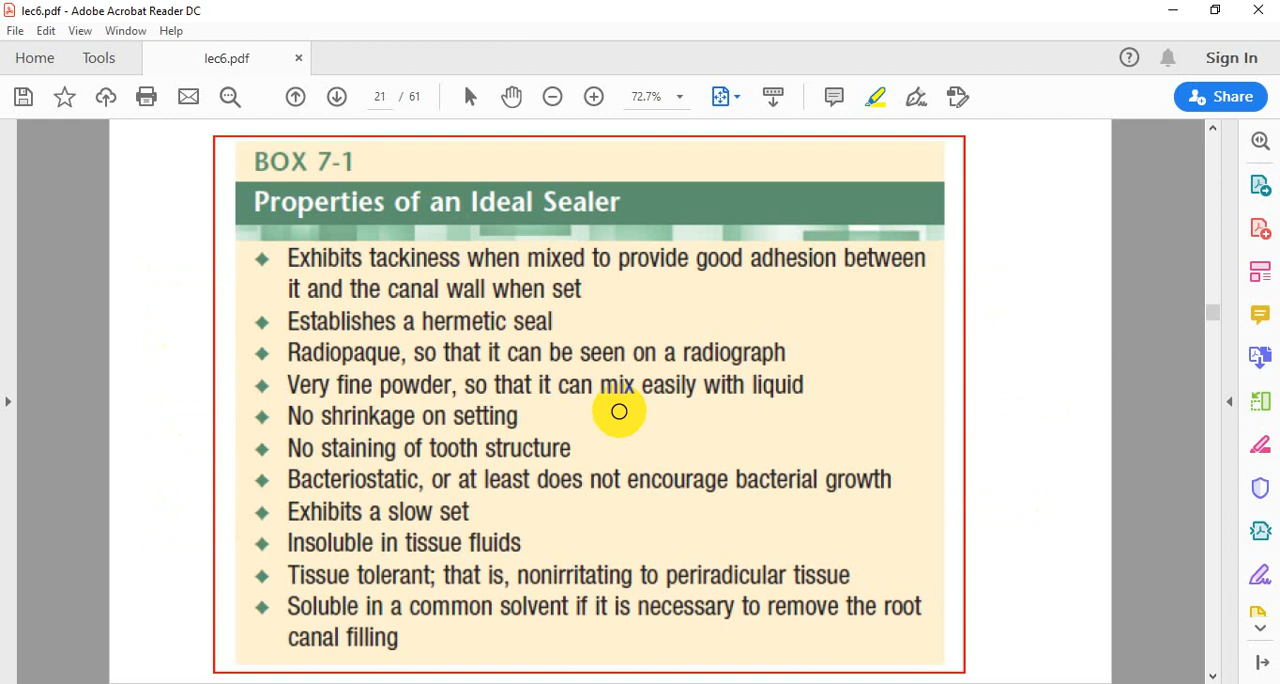 lec6.pdf - Adobe Acrobat Reader DC
File Edit View Window Help
Home Tools lec6.pdf × Sign In
21 / 61 72.7% Share
BOX 7-1
Properties of an Ideal Sealer
◆ Exhibits tackiness when mixed to provide good adhesion between
it and the canal wall when set
◆ Establishes a hermetic seal
◆ Radiopaque, so that it can be seen on a radiograph
◆ Very fine powder, so that it can mix easily with liquid
◆ No shrinkage on setting
◆ No staining of tooth structure
◆ Bacteriostatic, or at least does not encourage bacterial growth
◆ Exhibits a slow set
◆ Insoluble in tissue fluids
◆ Tissue tolerant; that is, nonirritating to periradicular tissue
◆ Soluble in a common solvent if it is necessary to remove the root
canal filling